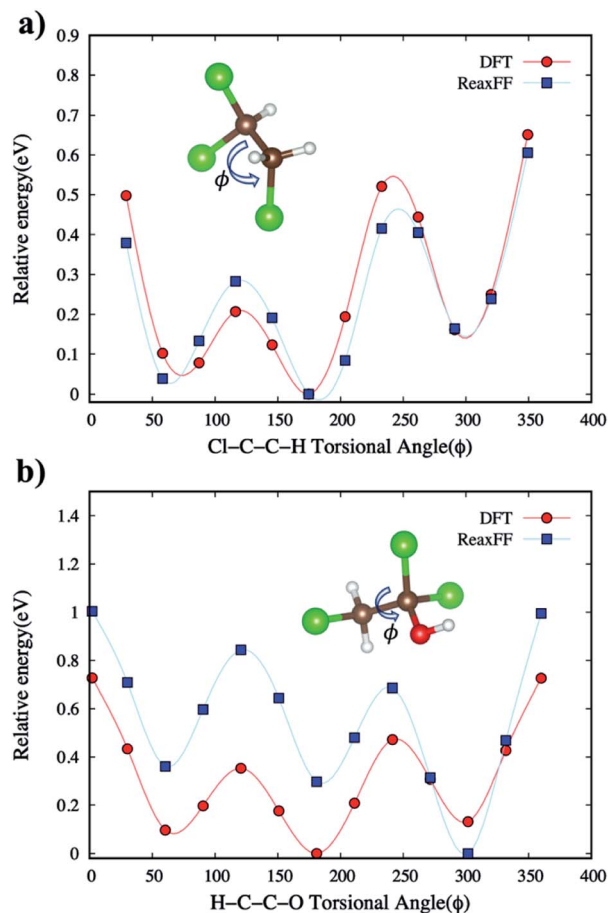 a)
0.9
0.8
0.7
0.6
0.5
0.4
0.3
0.2
0.1
0
Relative energy(eV)
DFT
ReaxFF
ϕ
0 50 100 150 200 250 300 350 400
Cl–C–C–H Torsional Angle(ϕ)
b)
1.4
1.2
1
0.8
0.6
0.4
0.2
0
Relative energy(eV)
DFT
ReaxFF
ϕ
0 50 100 150 200 250 300 350 400
H–C–C–O Torsional Angle(ϕ)